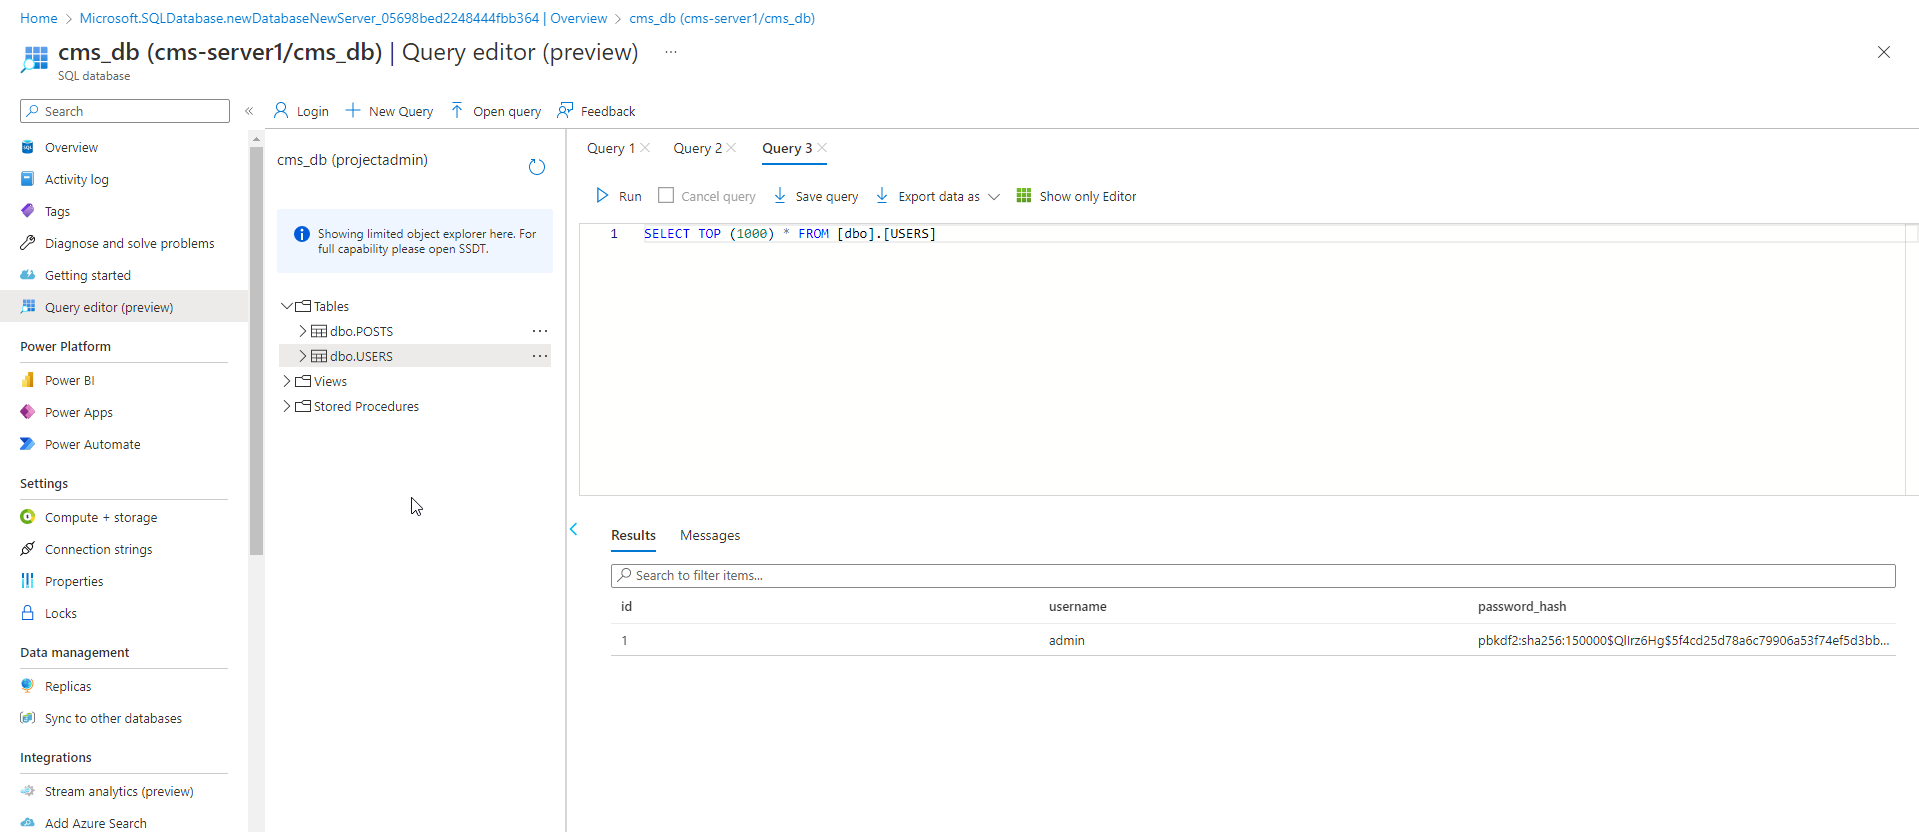 Home > Microsoft.SQLDatabase.newDatabaseNewServer_05698bed2248444fbb364 | Overview > cms_db (cms-server1/cms_db)
cms_db (cms-server1/cms_db) | Query editor (preview) ...
SQL database
Search
«
Login
New Query
Open query
Feedback
Overview
Activity log
Tags
Diagnose and solve problems
Getting started
Query editor (preview)
Power Platform
Power BI
Power Apps
Power Automate
Settings
Compute + storage
Connection strings
Properties
Locks
Data management
Replicas
Sync to other databases
Integrations
Stream analytics (preview)
Add Azure Search
cms_db (projectadmin)
Showing limited object explorer here. For
full capability please open SSDT.
Tables
dbo.POSTS ...
dbo.USERS ...
Views
Stored Procedures
Query 1
Query 2
Query 3
Run
Cancel query
Save query
Export data as
Show only Editor
1 SELECT TOP (1000) * FROM [dbo].[USERS]
Results
Messages
Search to filter items...
id username password_hash
1 admin pbkdf2:sha256:150000$QlIrz6Hg$5f4cd25d78a6c79906a53f74ef5d3bb...